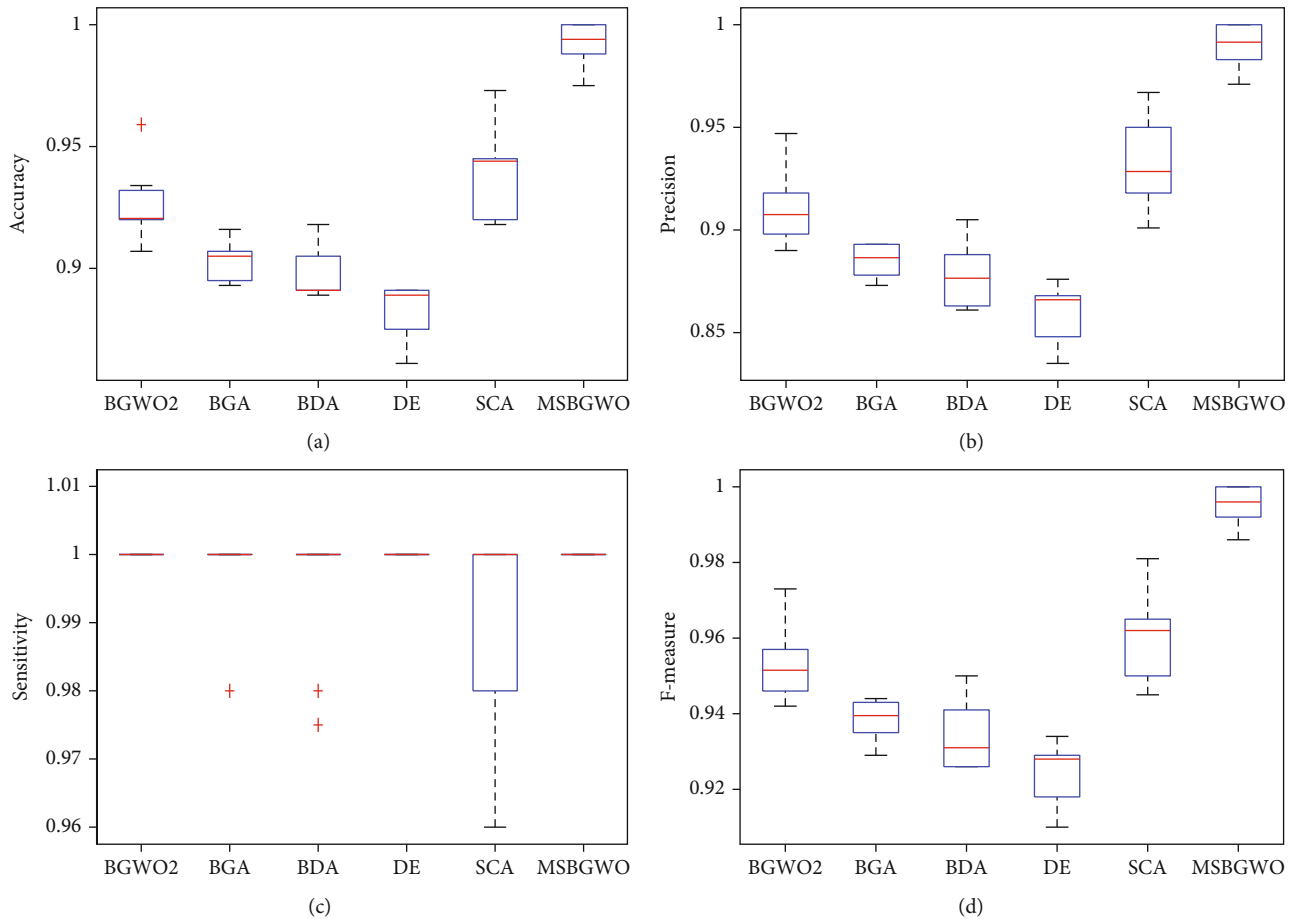 1
0.95
0.9
Accuracy
BGWO2 BGA BDA DE SCA MSBGWO
(a)
1
0.95
0.9
0.85
Precision
BGWO2 BGA BDA DE SCA MSBGWO
(b)
1.01
1
0.99
0.98
0.97
0.96
Sensitivity
BGWO2 BGA BDA DE SCA MSBGWO
(c)
1
0.98
0.96
0.94
0.92
F-measure
BGWO2 BGA BDA DE SCA MSBGWO
(d)